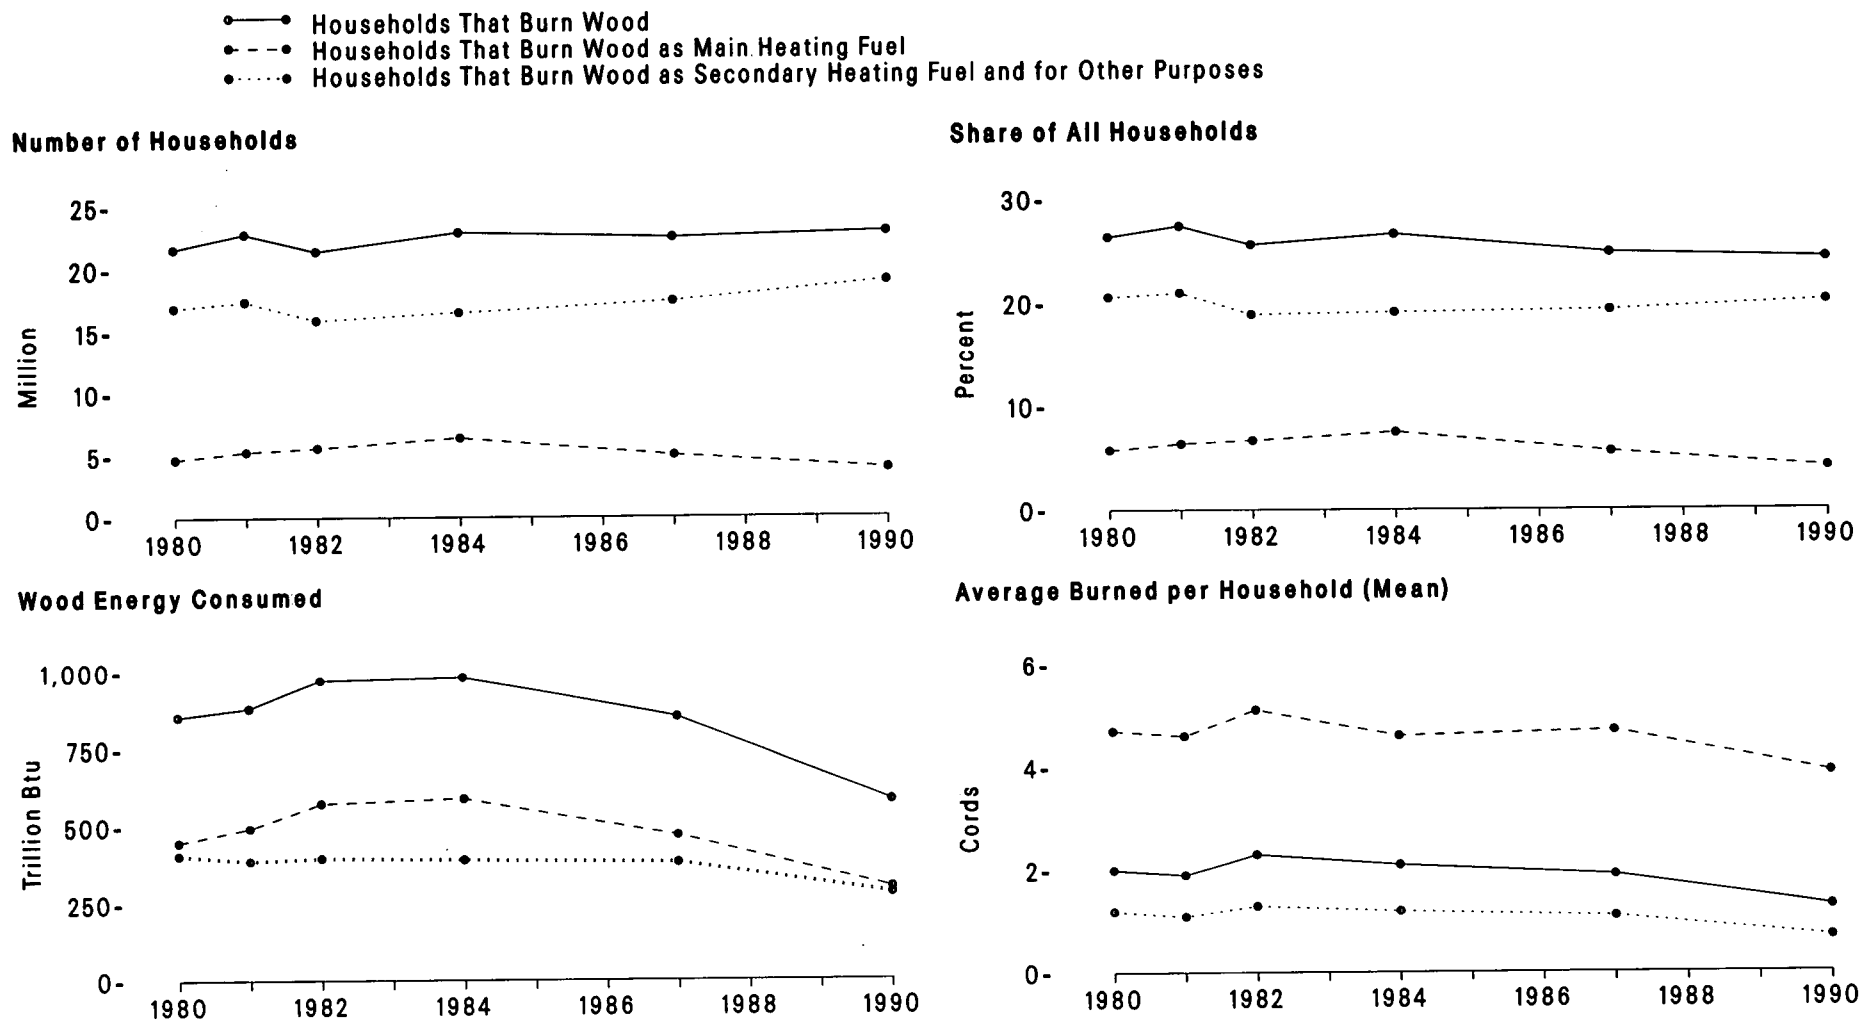 Households That Burn Wood
Households That Burn Wood as Main Heating Fuel
Households That Burn Wood as Secondary Heating Fuel and for Other Purposes
Number of Households
25-
20-
15-
10-
5-
0-
Million
1980 1982 1984 1986 1988 1990
Share of All Households
30-
20-
10-
0-
Percent
1980 1982 1984 1986 1988 1990
Wood Energy Consumed
1,000-
750-
500-
250-
0-
Trillion Btu
1980 1982 1984 1986 1988 1990
Average Burned per Household (Mean)
6-
4-
2-
0-
Cords
1980 1982 1984 1986 1988 1990